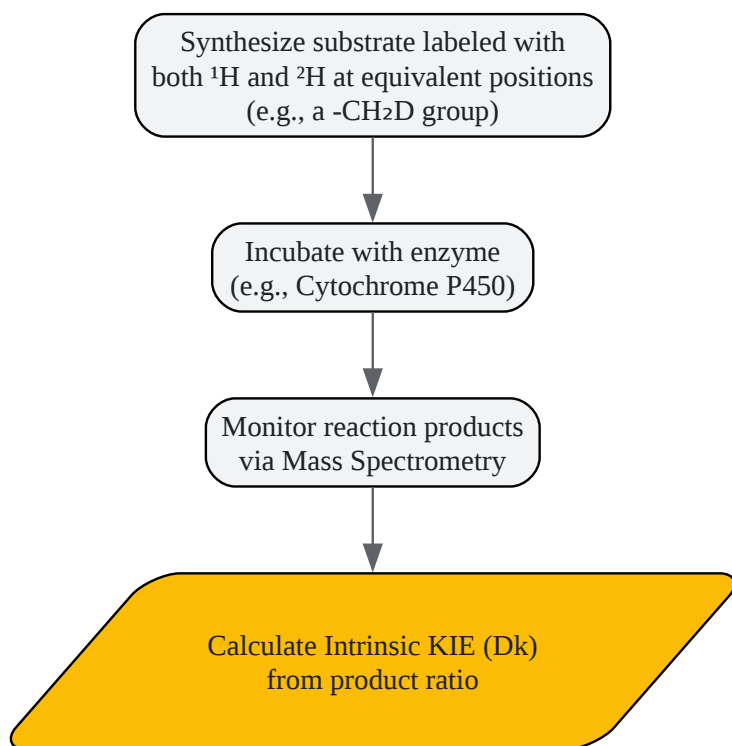 Synthesize substrate labeled with
both ¹H and ²H at equivalent positions
(e.g., a -CH₂D group)
Incubate with enzyme
(e.g., Cytochrome P450)
Monitor reaction products
via Mass Spectrometry
Calculate Intrinsic KIE (Dk)
from product ratio